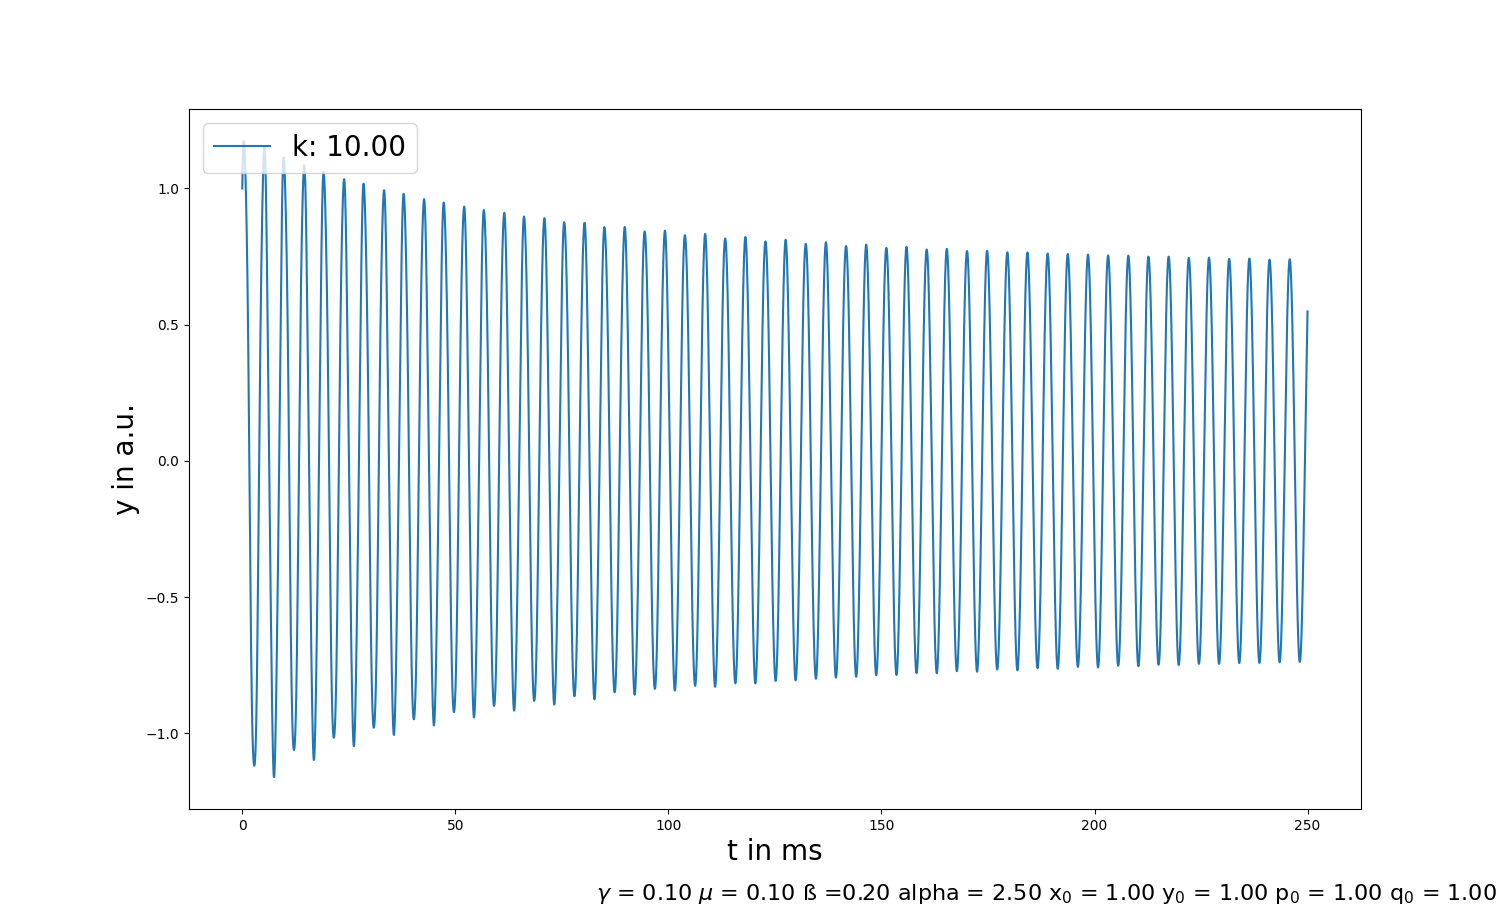 k: 10.00
1.0
0.5
0.0
−0.5
−1.0
y in a.u.
0 50 100 150 200 250
t in ms
γ = 0.10 μ = 0.10 ß =0.20 alpha = 2.50 x₀ = 1.00 y₀ = 1.00 p₀ = 1.00 q₀ = 1.00